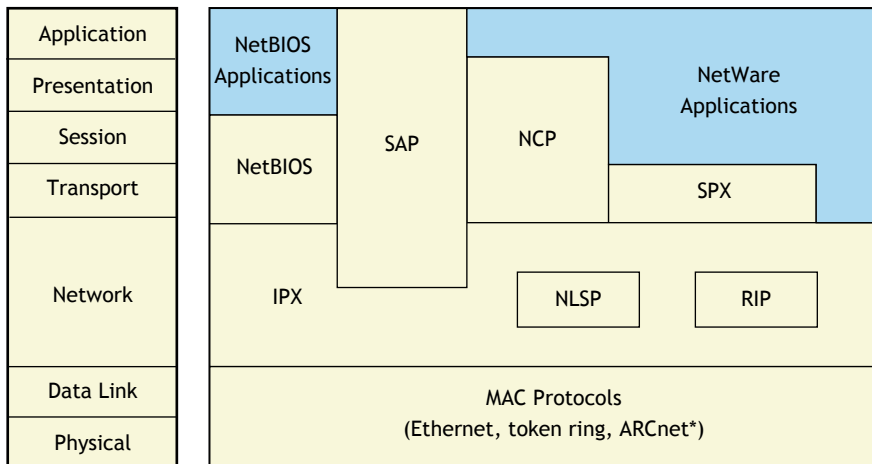 Application
Presentation
Session
Transport
Network
Data Link
Physical
NetBIOS
Applications
NetBIOS
SAP
NCP
NetWare
Applications
SPX
IPX
NLSP
RIP
MAC Protocols
(Ethernet, token ring, ARCnet*)